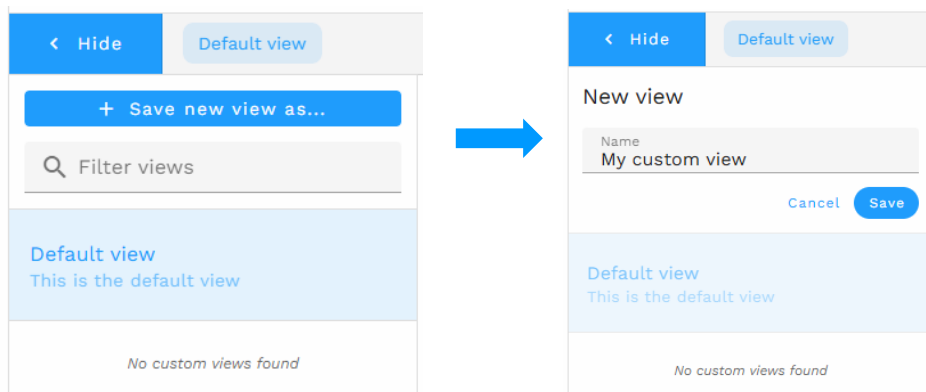 Hide
Default view
+ Save new view as...
Filter views
Default view
This is the default view
No custom views found
Hide
Default view
New view
Name
My custom view
Cancel
Save
Default view
This is the default view
No custom views found